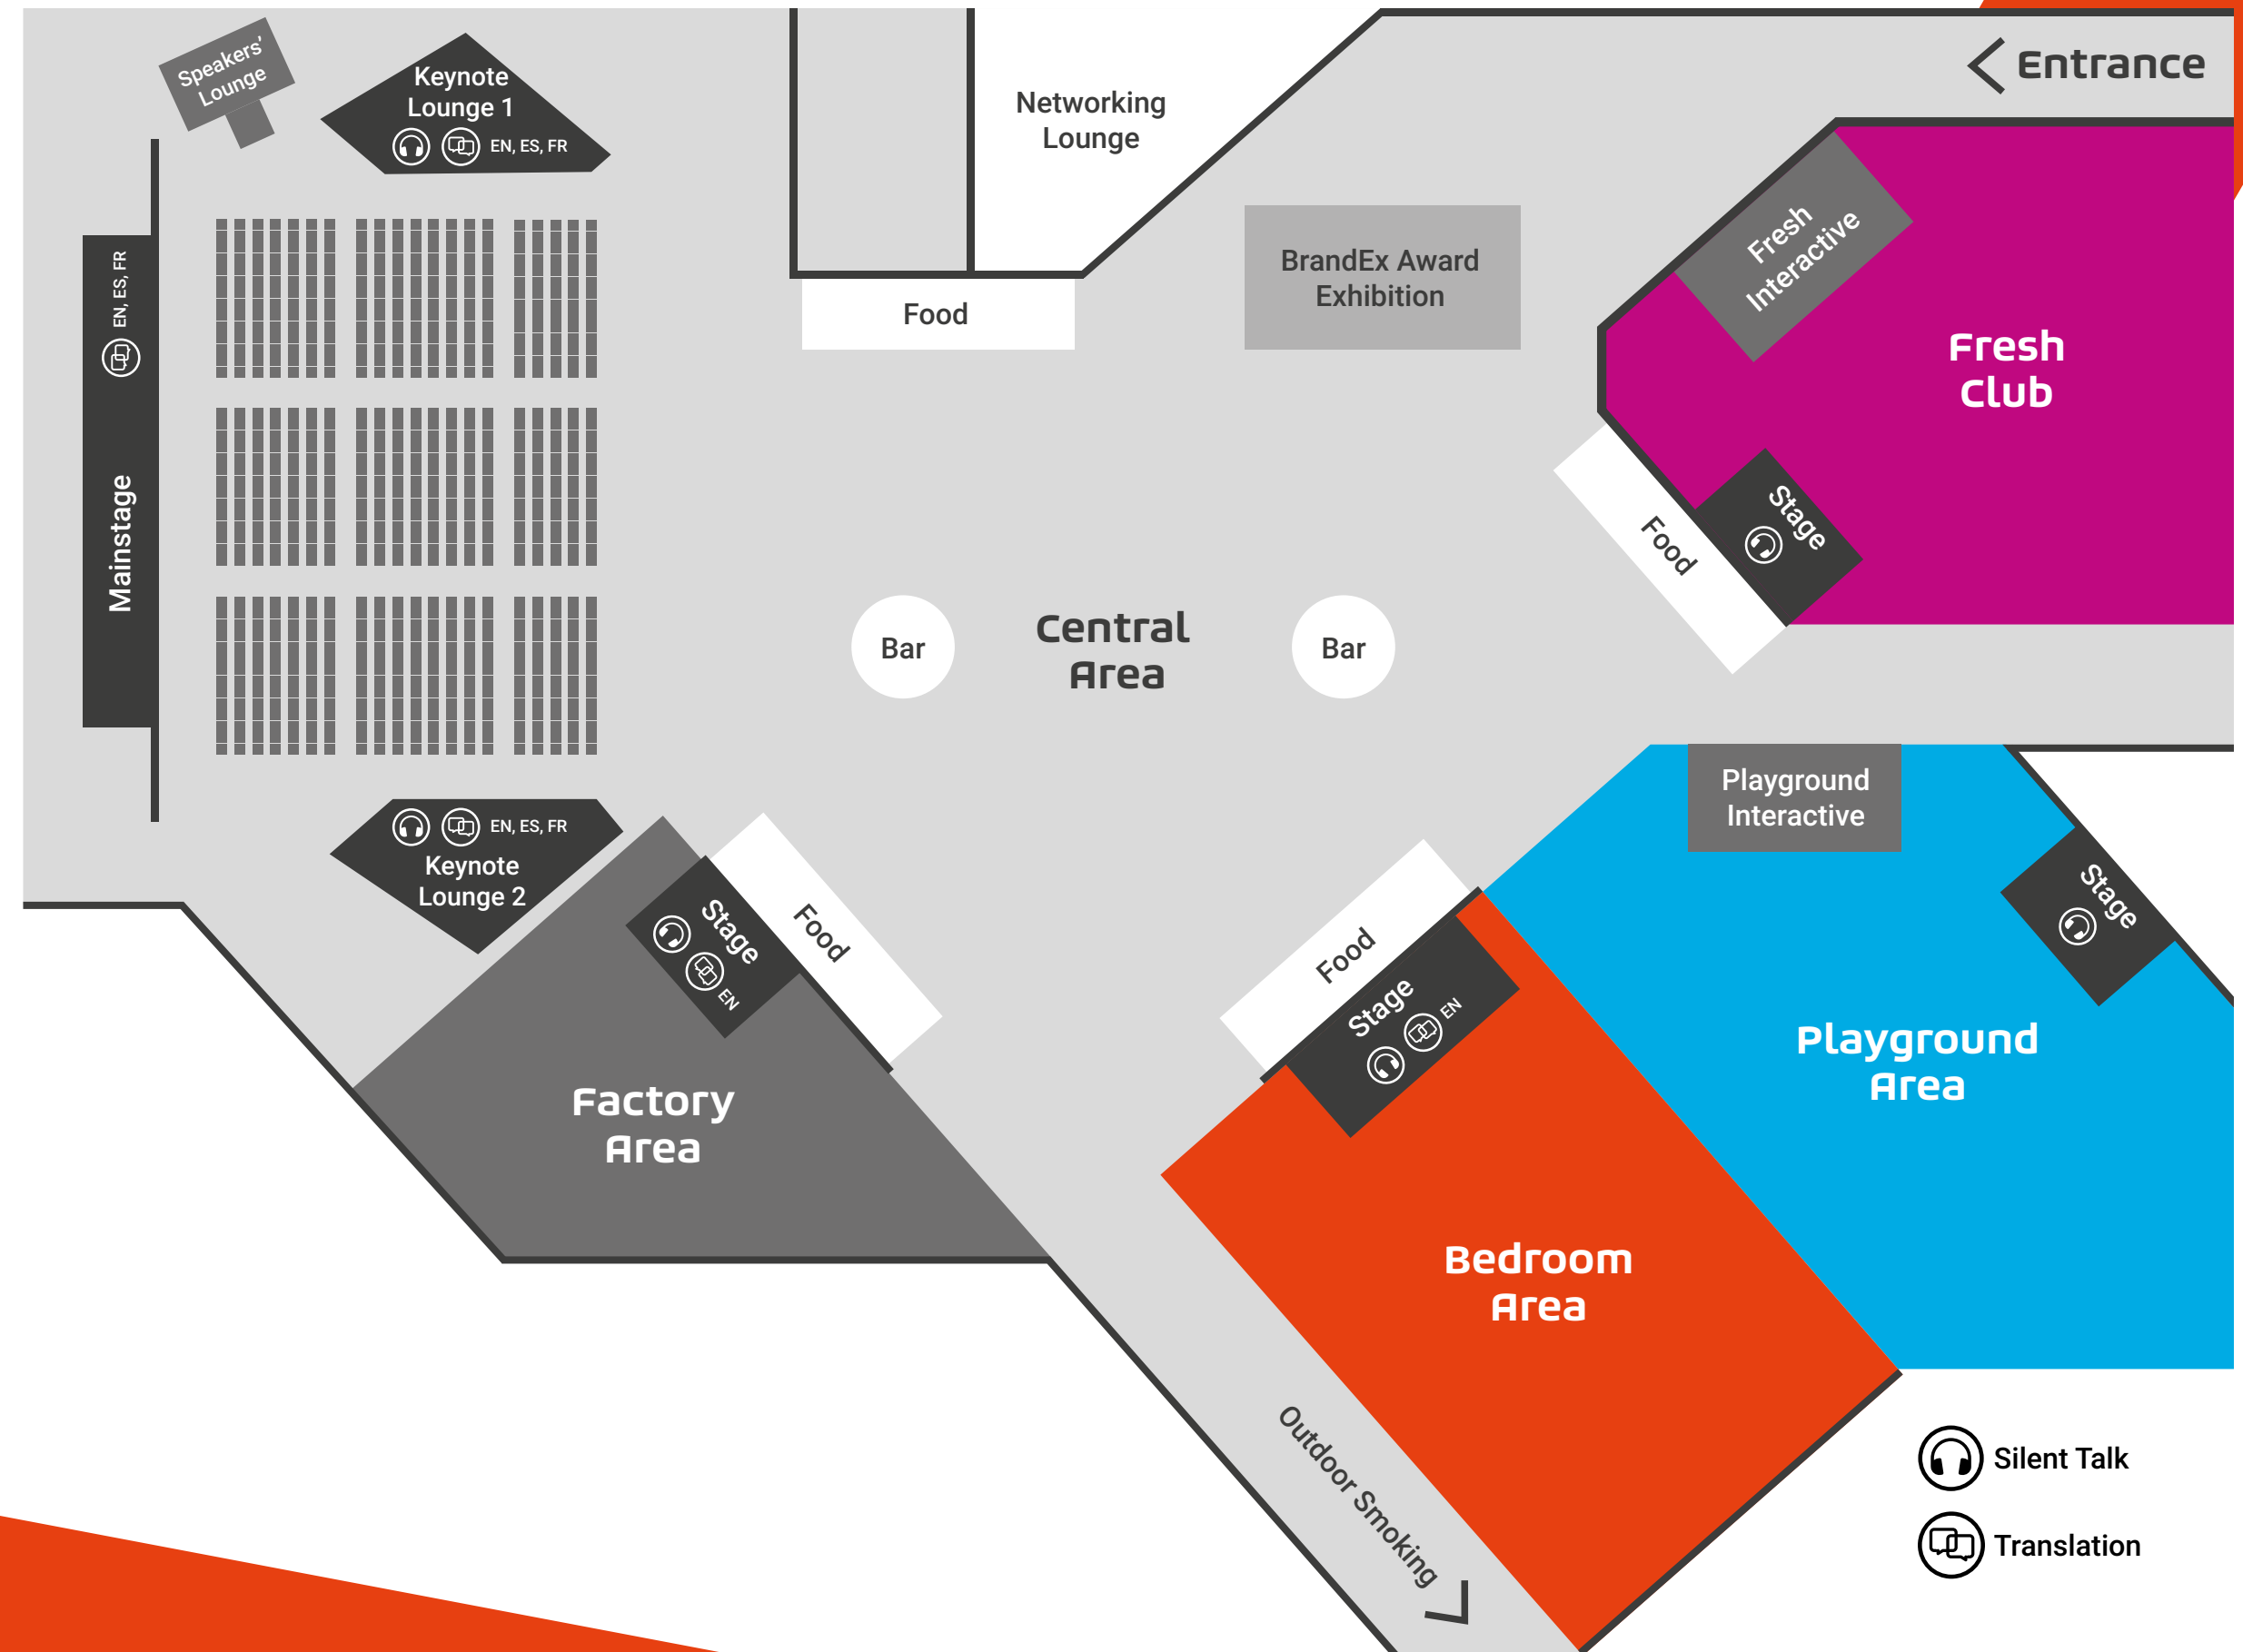 Speakers'
Lounge
Keynote
Lounge 1
EN, ES, FR
Networking
Lounge
Entrance
BrandEx Award
Exhibition
Food
Fresh
Interactive
Fresh
Club
Stage
Food
EN, ES, FR
Mainstage
Bar
Central
Area
Bar
EN, ES, FR
Keynote
Lounge 2
Stage
EN
Food
Factory
Area
Food
Stage
EN
Playground
Interactive
Stage
Playground
Area
Bedroom
Area
Outdoor Smoking
Silent Talk
Translation